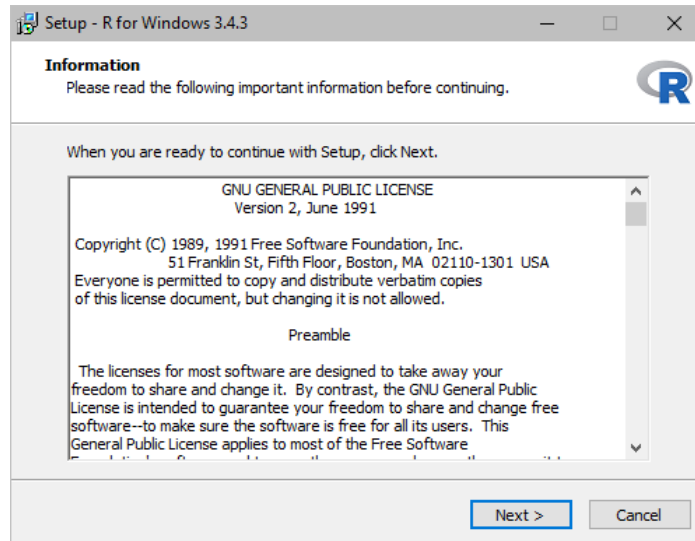 Setup - R for Windows 3.4.3
Information
Please read the following important information before continuing.
R
When you are ready to continue with Setup, click Next.
GNU GENERAL PUBLIC LICENSE
Version 2, June 1991
Copyright (C) 1989, 1991 Free Software Foundation, Inc.
51 Franklin St, Fifth Floor, Boston, MA 02110-1301 USA
Everyone is permitted to copy and distribute verbatim copies
of this license document, but changing it is not allowed.
Preamble
The licenses for most software are designed to take away your
freedom to share and change it. By contrast, the GNU General Public
License is intended to guarantee your freedom to share and change free
software--to make sure the software is free for all its users. This
General Public License applies to most of the Free Software
Next >
Cancel